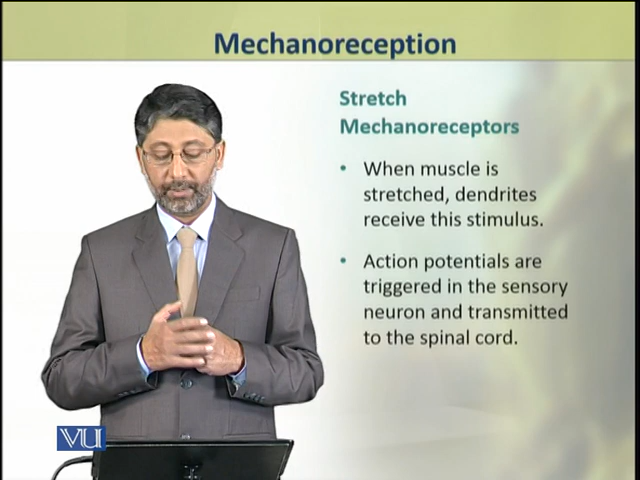 Mechanoreception
Stretch
Mechanoreceptors
• When muscle is
stretched, dendrites
receive this stimulus.
• Action potentials are
triggered in the sensory
neuron and transmitted
to the spinal cord.
VU